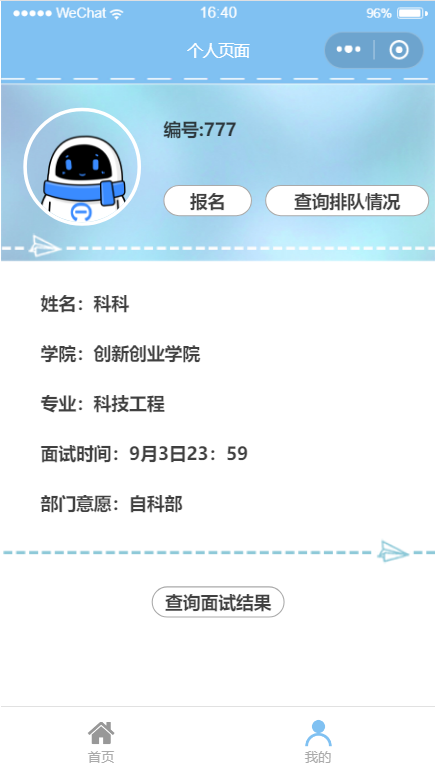 WeChat 16:40 96%
个人页面
编号:777
报名 查询排队情况
姓名：科科
学院：创新创业学院
专业：科技工程
面试时间：9月3日23：59
部门意愿：自科部
查询面试结果
首页 我的